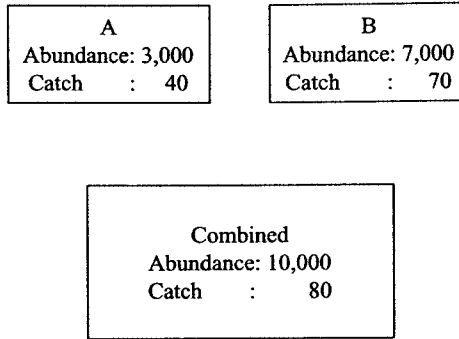 A
Abundance: 3,000
Catch : 40
B
Abundance: 7,000
Catch : 70
Combined
Abundance: 10,000
Catch : 80